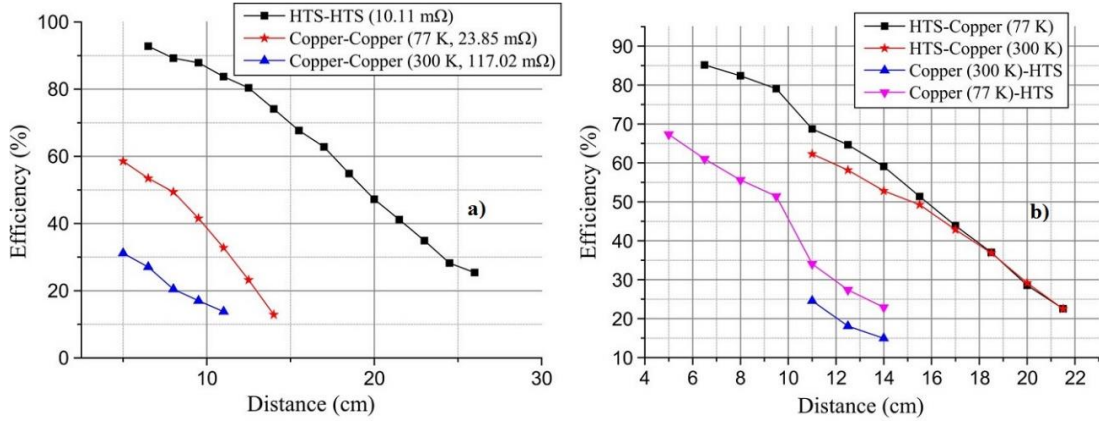 HTS-HTS (10.11 mΩ)
Copper-Copper (77 K, 23.85 mΩ)
Copper-Copper (300 K, 117.02 mΩ)
Efficiency (%)
100
80
60
40
20
0
a)
10
20
30
Distance (cm)
HTS-Copper (77 K)
HTS-Copper (300 K)
Copper (300 K)-HTS
Copper (77 K)-HTS
Efficiency (%)
90
80
70
60
50
40
30
20
10
b)
4
6
8
10
12
14
16
18
20
22
Distance (cm)